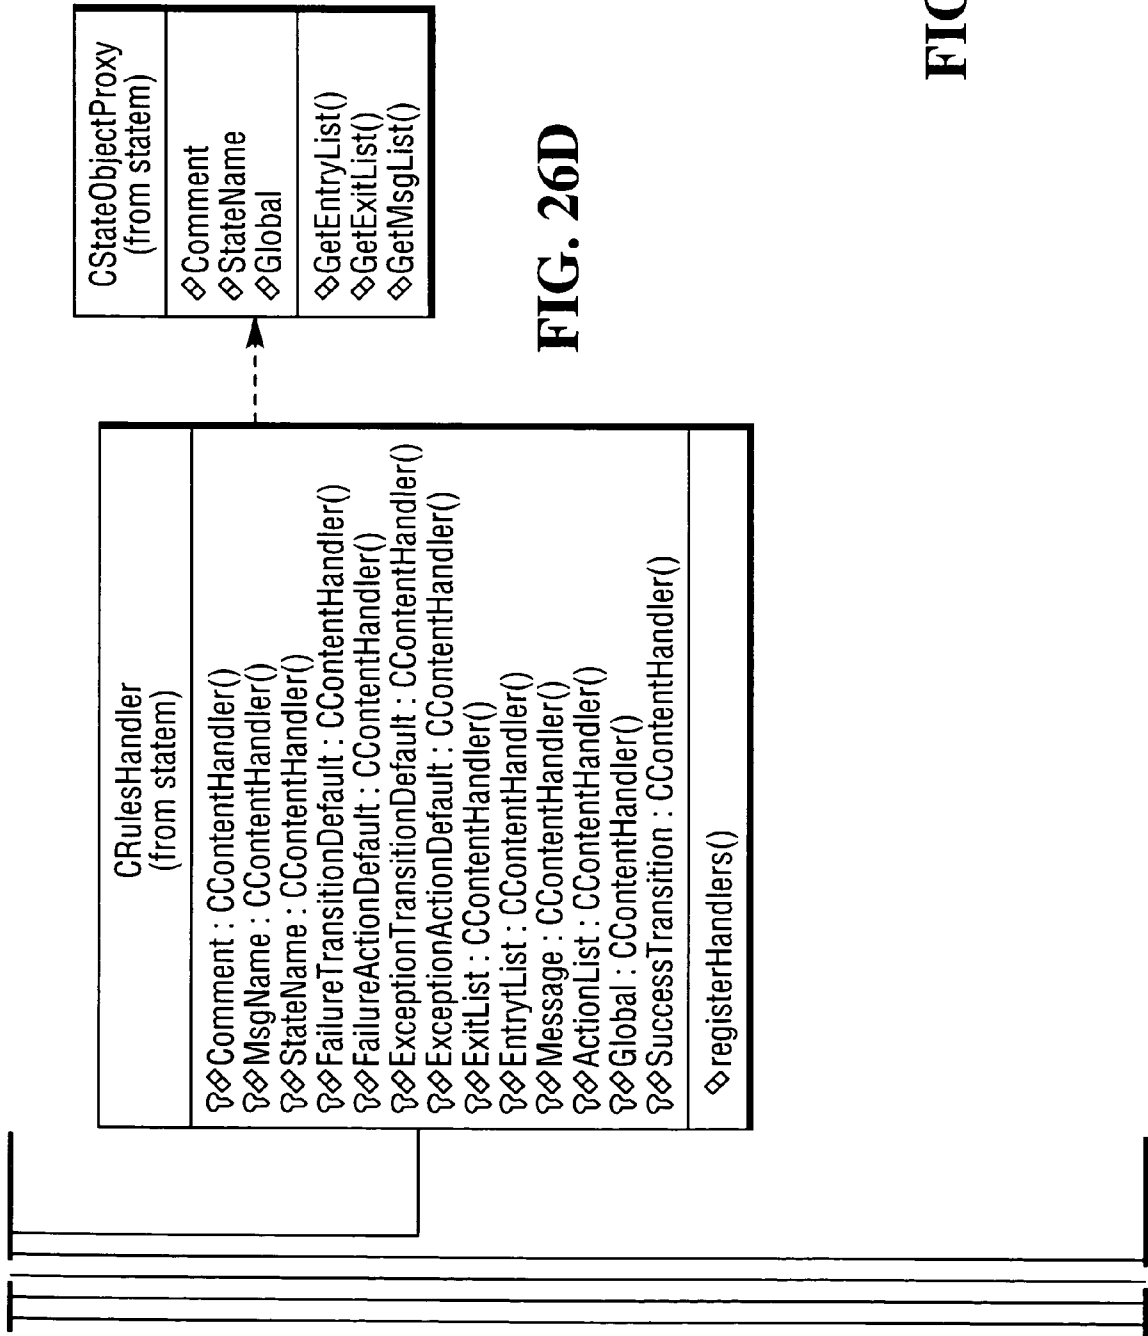 CStateObjectProxy
(from statem)
Comment
StateName
Global
GetEntryList()
GetExitList()
GetMsgList()
CRulesHandler
(from statem)
Comment : CContentHandler()
MsgName : CContentHandler()
StateName : CContentHandler()
FailureTransitionDefault : CContentHandler()
FailureActionDefault : CContentHandler()
ExceptionTransitionDefault : CContentHandler()
ExceptionActionDefault : CContentHandler()
ExitList : CContentHandler()
EntryList : CContentHandler()
Message : CContentHandler()
ActionList : CContentHandler()
Global : CContentHandler()
SuccessTransition : CContentHandler()
registerHandlers()
FIG. 26D